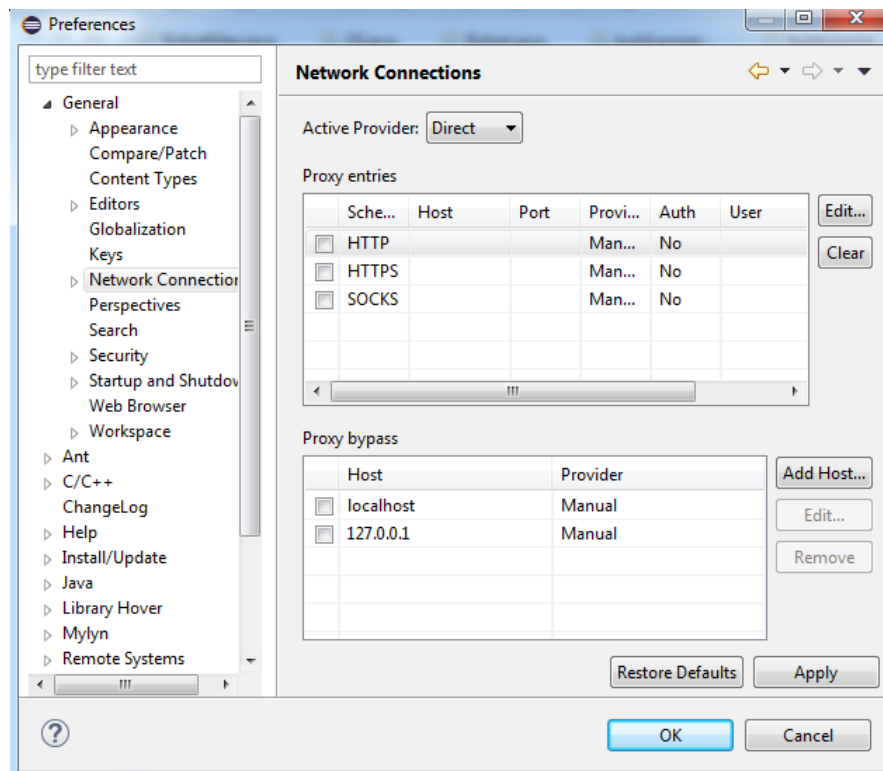 Preferences
type filter text
General
Appearance
Compare/Patch
Content Types
Editors
Globalization
Keys
Network Connection
Perspectives
Search
Security
Startup and Shutdow
Web Browser
Workspace
Ant
C/C++
ChangeLog
Help
Install/Update
Java
Library Hover
Mylyn
Remote Systems
Network Connections
Active Provider: Direct
Proxy entries
Sche... Host Port Provi... Auth User
HTTP Man... No
HTTPS Man... No
SOCKS Man... No
Edit...
Clear
Proxy bypass
Host Provider
localhost Manual
127.0.0.1 Manual
Add Host...
Edit...
Remove
Restore Defaults Apply
? OK Cancel